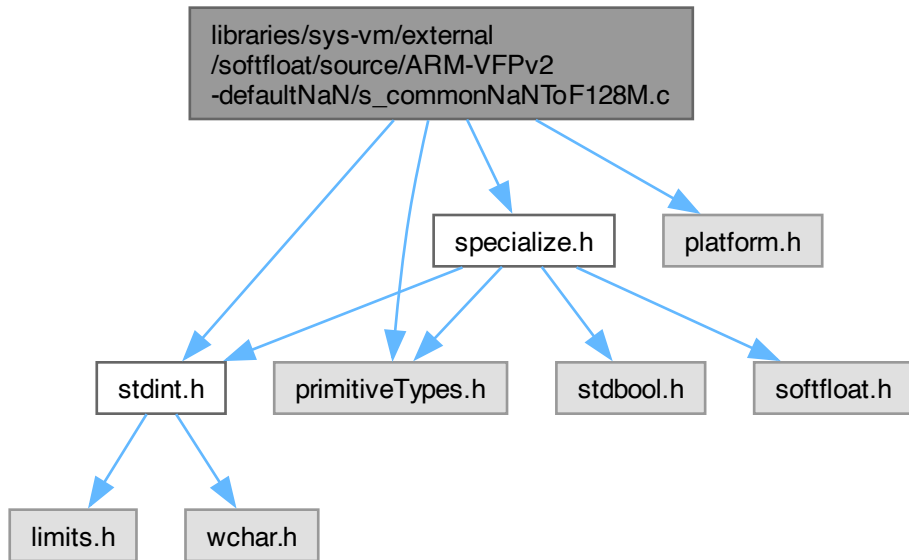 libraries/sys-vm/external
/softfloat/source/ARM-VFPv2
-defaultNaN/s_commonNaNToF128M.c
specialize.h
platform.h
stdint.h
primitiveTypes.h
stdbool.h
softfloat.h
limits.h
wchar.h